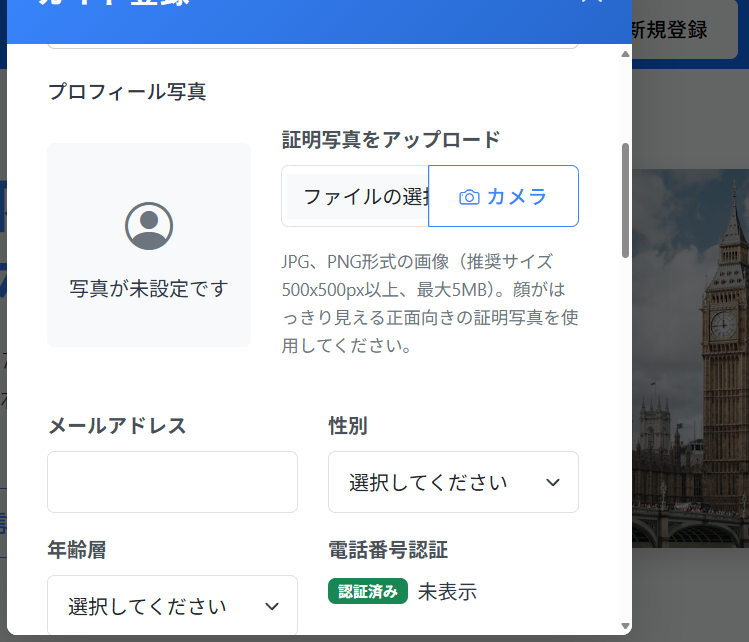 ガイド登録
新規登録
プロフィール写真
証明写真をアップロード
ファイルの選択
カメラ
写真が未設定です
JPG、PNG形式の画像（推奨サイズ
500x500px以上、最大5MB）。顔がは
っきり見える正面向きの証明写真を使
用してください。
メールアドレス
性別
選択してください
年齢層
電話番号認証
選択してください
認証済み 未表示